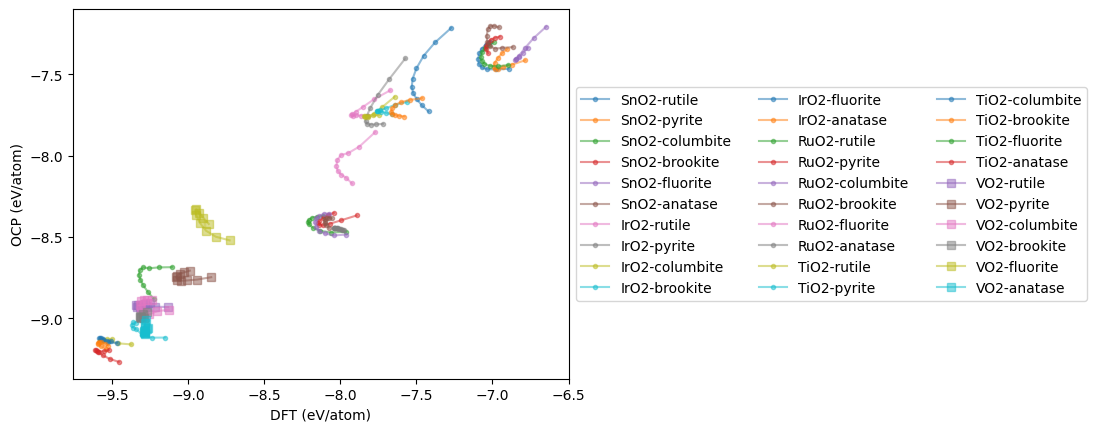 −7.5
−8.0
−8.5
−9.0
OCP (eV/atom)
−9.5 −9.0 −8.5 −8.0 −7.5 −7.0 −6.5
DFT (eV/atom)
SnO2-rutile IrO2-fluorite TiO2-columbite
SnO2-pyrite IrO2-anatase TiO2-brookite
SnO2-columbite RuO2-rutile TiO2-fluorite
SnO2-brookite RuO2-pyrite TiO2-anatase
SnO2-fluorite RuO2-columbite VO2-rutile
SnO2-anatase RuO2-brookite VO2-pyrite
IrO2-rutile RuO2-fluorite VO2-columbite
IrO2-pyrite RuO2-anatase VO2-brookite
IrO2-columbite TiO2-rutile VO2-fluorite
IrO2-brookite TiO2-pyrite VO2-anatase